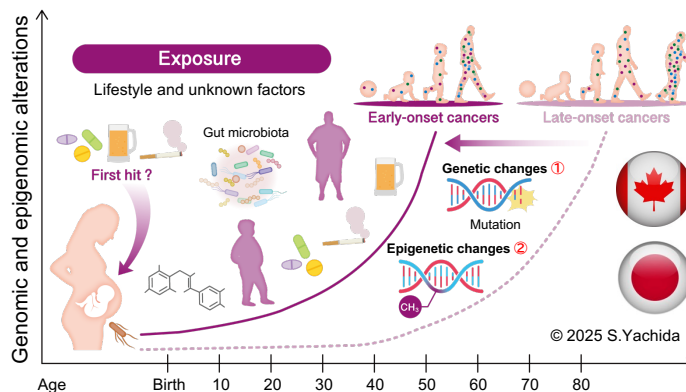 Genomic and epigenomic alterations
Exposure
Lifestyle and unknown factors
Gut microbiota
First hit ?
Early-onset cancers
Late-onset cancers
Genetic changes ①
Mutation
Epigenetic changes ②
CH₃
© 2025 S.Yachida
Age Birth 10 20 30 40 50 60 70 80